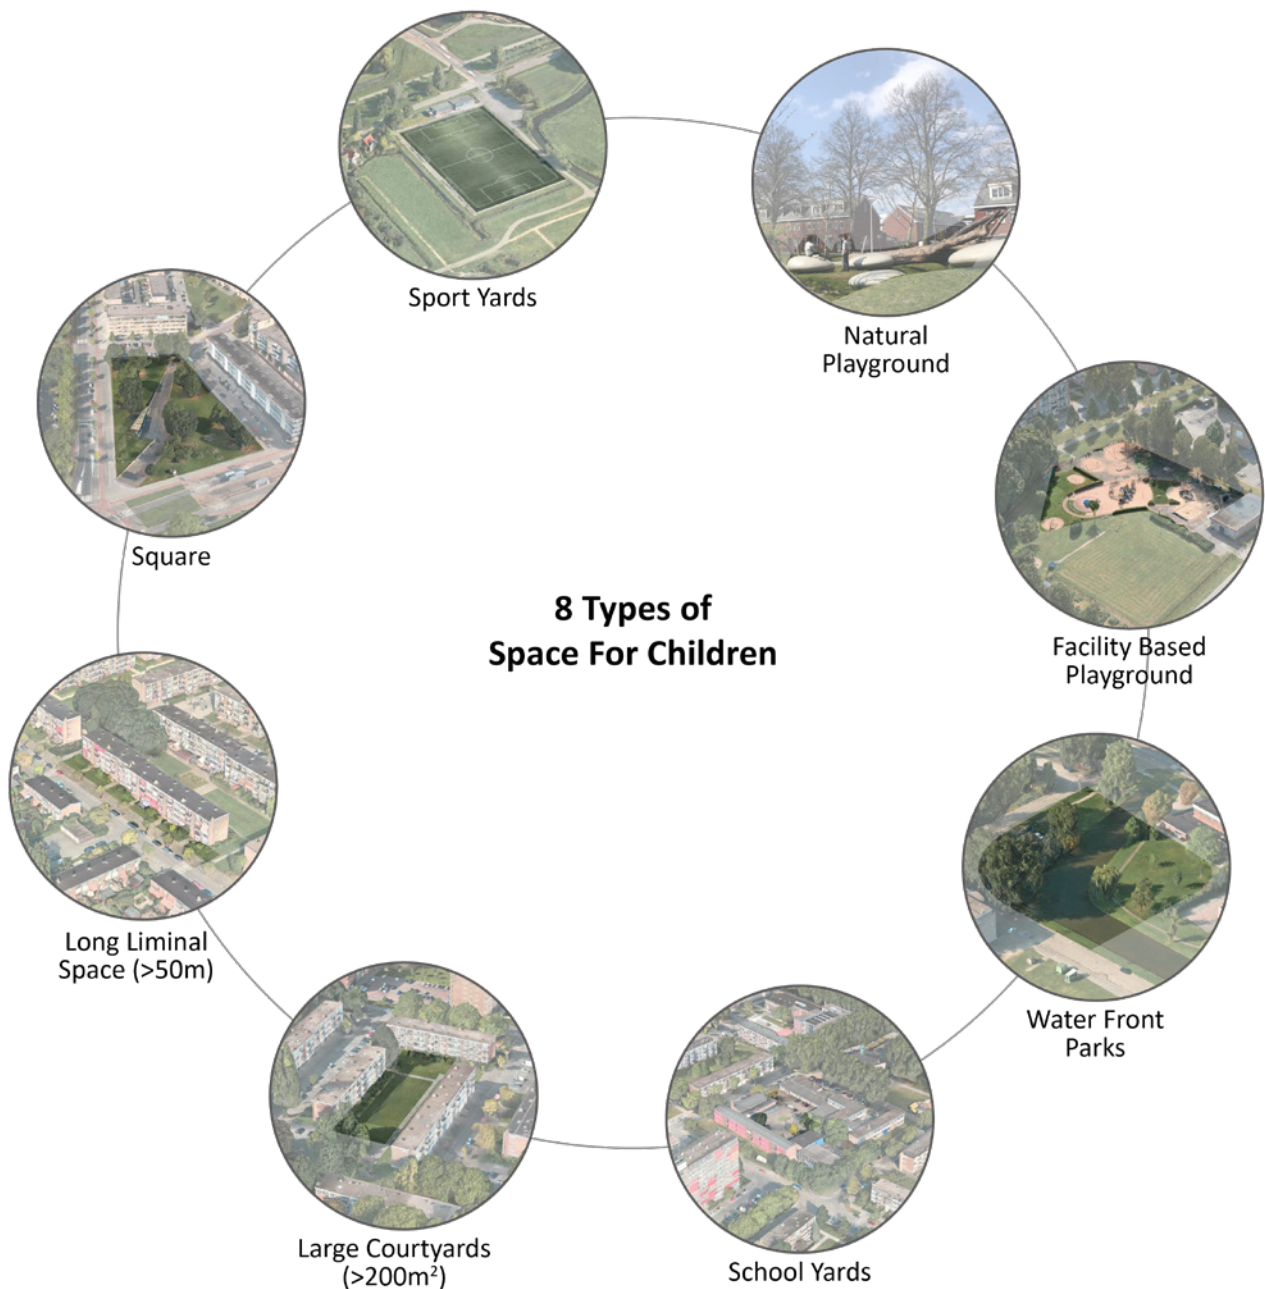 Sport Yards
Natural
Playground
Square
Facility Based
Playground
8 Types of
Space For Children
Long Liminal
Space (>50m)
Water Front
Parks
Large Courtyards
(>200m²)
School Yards